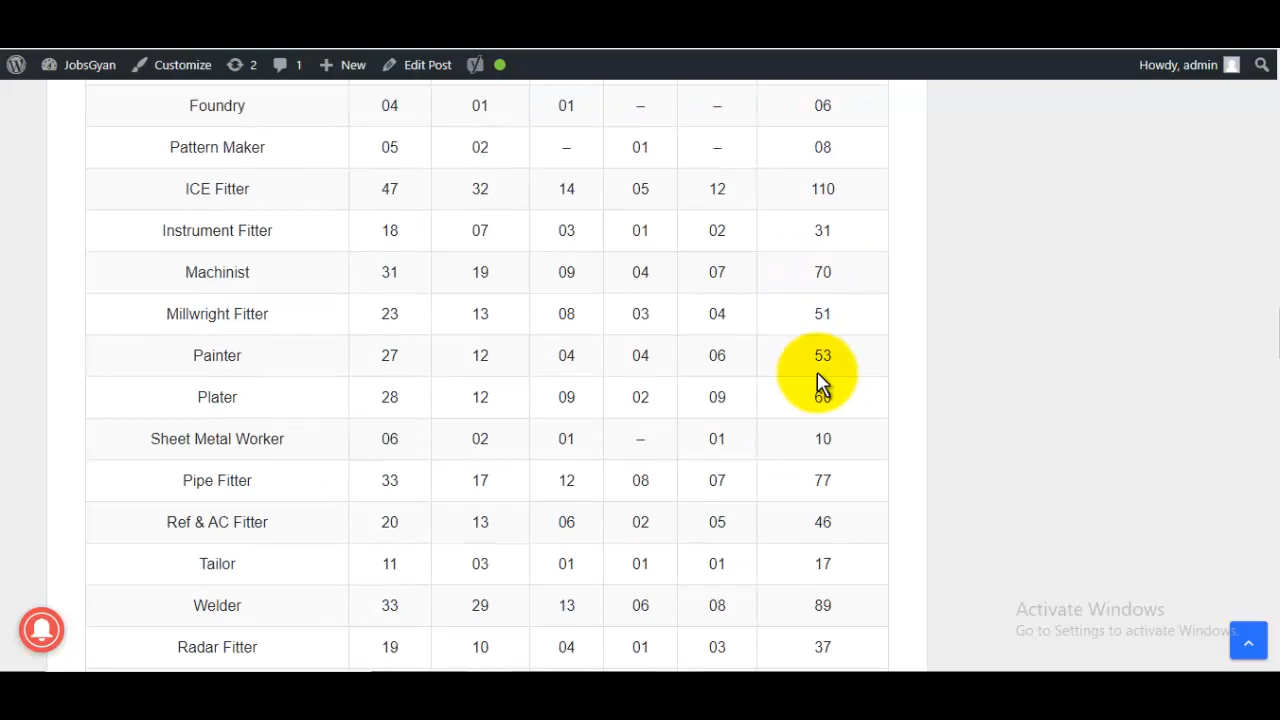 JobsGyan Customize 2 1 New Edit Post Howdy, admin
Foundry 04 01 01 – – 06
Pattern Maker 05 02 – 01 – 08
ICE Fitter 47 32 14 05 12 110
Instrument Fitter 18 07 03 01 02 31
Machinist 31 19 09 04 07 70
Millwright Fitter 23 13 08 03 04 51
Painter 27 12 04 04 06 53
Plater 28 12 09 02 09 60
Sheet Metal Worker 06 02 01 – 01 10
Pipe Fitter 33 17 12 08 07 77
Ref & AC Fitter 20 13 06 02 05 46
Tailor 11 03 01 01 01 17
Welder 33 29 13 06 08 89
Radar Fitter 19 10 04 01 03 37
Activate Windows
Go to Settings to activate Windows.